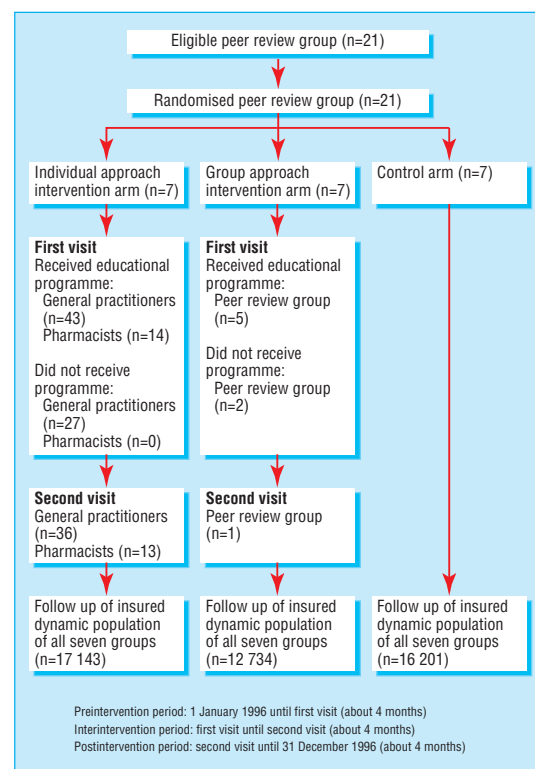 Eligible peer review group (n=21)
Randomised peer review group (n=21)
Individual approach
intervention arm (n=7)
Group approach
intervention arm (n=7)
Control arm (n=7)
First visit
Received educational
programme:
General practitioners
(n=43)
Pharmacists (n=14)
Did not receive
programme:
General practitioners
(n=27)
Pharmacists (n=0)
First visit
Received educational
programme:
Peer review group
(n=5)
Did not receive
programme:
Peer review group
(n=2)
Second visit
General practitioners
(n=36)
Pharmacists (n=13)
Second visit
Peer review group
(n=1)
Follow up of insured
dynamic population
of all seven groups
(n=17 143)
Follow up of insured
dynamic population
of all seven groups
(n=12 734)
Follow up of insured
dynamic population
of all seven groups
(n=16 201)
Preintervention period: 1 January 1996 until first visit (about 4 months)
Interintervention period: first visit until second visit (about 4 months)
Postintervention period: second visit until 31 December 1996 (about 4 months)